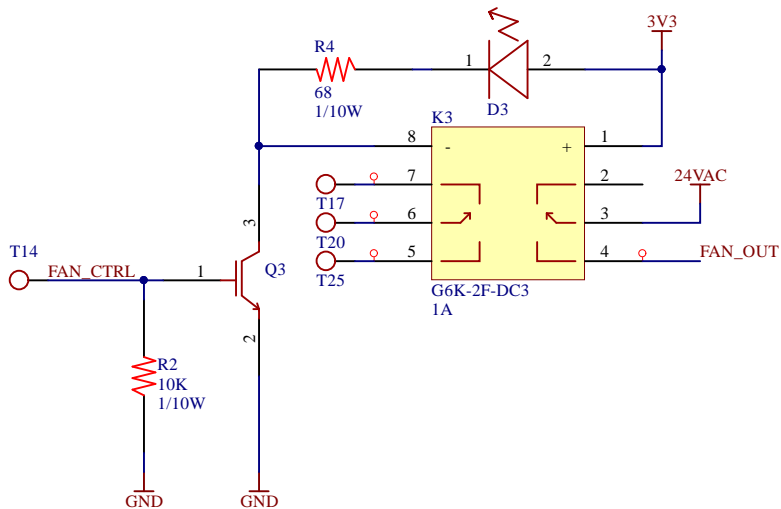 3V3
R4
1
2
68
1/10W
D3
K3
8
-
+
1
7
2
24VAC
T17
3
6
3
T20
T14
5
4
FAN_OUT
FAN_CTRL
1
Q3
T25
G6K-2F-DC3
1A
2
R2
10K
1/10W
GND
GND